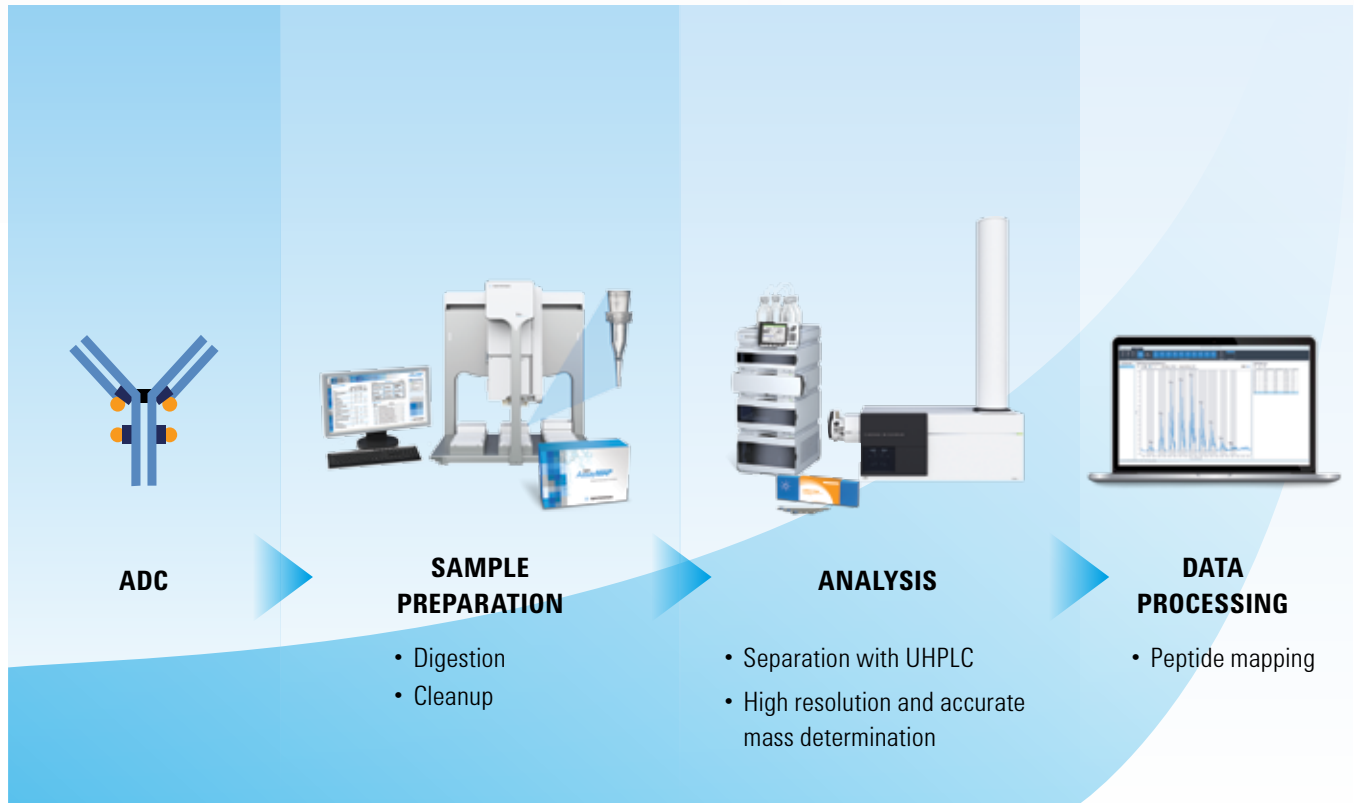 ADC
SAMPLE
PREPARATION
• Digestion
• Cleanup
ANALYSIS
• Separation with UHPLC
• High resolution and accurate
mass determination
DATA
PROCESSING
• Peptide mapping